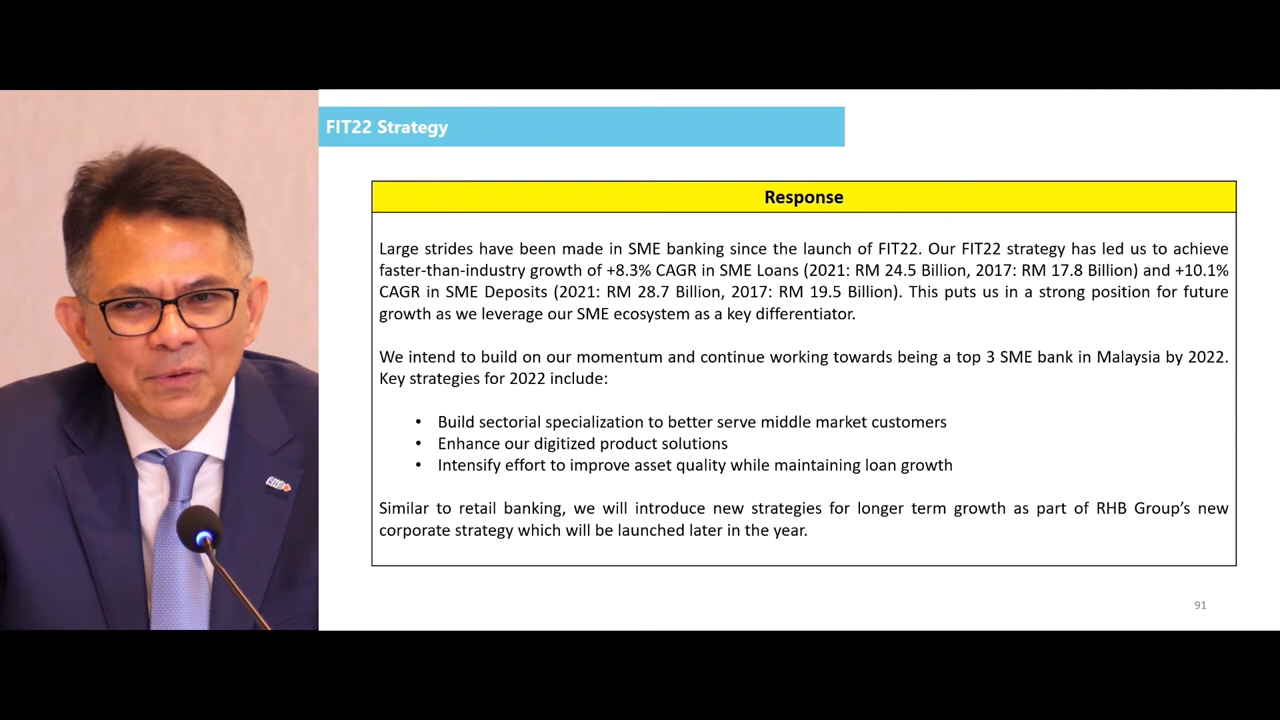 FIT22 Strategy
Response
Large strides have been made in SME banking since the launch of FIT22. Our FIT22 strategy has led us to achieve
faster-than-industry growth of +8.3% CAGR in SME Loans (2021: RM 24.5 Billion, 2017: RM 17.8 Billion) and +10.1%
CAGR in SME Deposits (2021: RM 28.7 Billion, 2017: RM 19.5 Billion). This puts us in a strong position for future
growth as we leverage our SME ecosystem as a key differentiator.
We intend to build on our momentum and continue working towards being a top 3 SME bank in Malaysia by 2022.
Key strategies for 2022 include:
• Build sectorial specialization to better serve middle market customers
• Enhance our digitized product solutions
• Intensify effort to improve asset quality while maintaining loan growth
Similar to retail banking, we will introduce new strategies for longer term growth as part of RHB Group’s new
corporate strategy which will be launched later in the year.
RHB
91